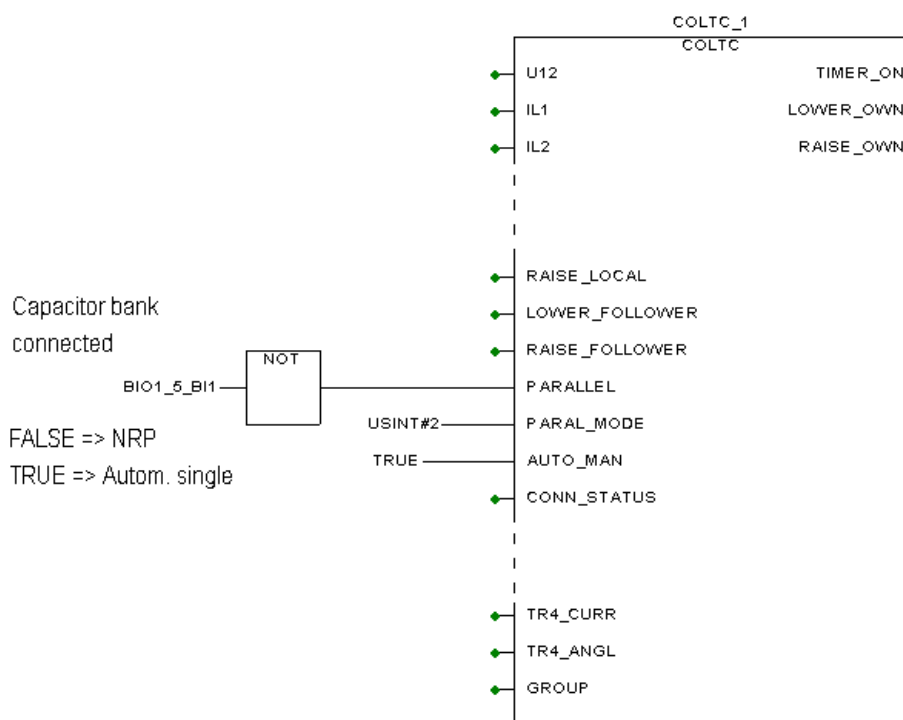 COLTC_1
COLTC
U12
TIMER_ON
IL1
LOWER_OWN
IL2
RAISE_OWN
RAISE_LOCAL
Capacitor bank
LOWER_FOLLOWER
connected
RAISE_FOLLOWER
NOT
BIO1_5_BI1
PARALLEL
USINT#2
PARAL_MODE
FALSE => NRP
TRUE
AUTO_MAN
TRUE => Autom. single
CONN_STATUS
TR4_CURR
TR4_ANGL
GROUP